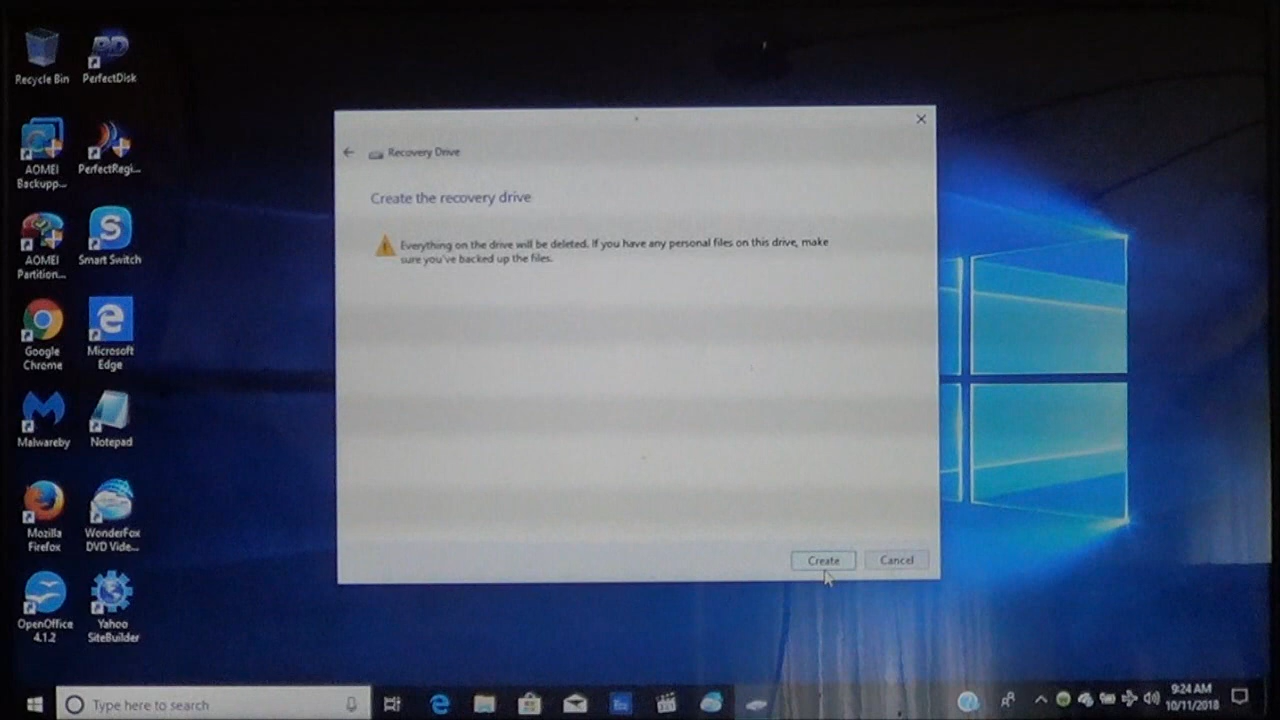 Recycle Bin
PerfectDisk
AOMEI
Backupp...
PerfectRegi...
AOMEI
Partition...
Smart Switch
Google
Chrome
Microsoft
Edge
Malwareby
Notepad
Mozilla
Firefox
WonderFox
DVD Vide...
OpenOffice
4.1.2
Yahoo
SiteBuilder
Recovery Drive
Create the recovery drive
Everything on the drive will be deleted. If you have any personal files on this drive, make
sure you've backed up the files.
Create
Cancel
Type here to search
9:24 AM
10/11/2018